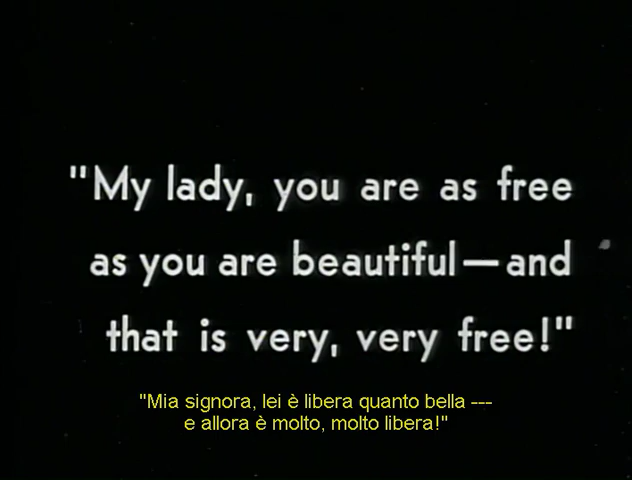 "My lady, you are as free
as you are beautiful—and
that is very, very free!"
"Mia signora, lei è libera quanto bella ---
e allora è molto, molto libera!"